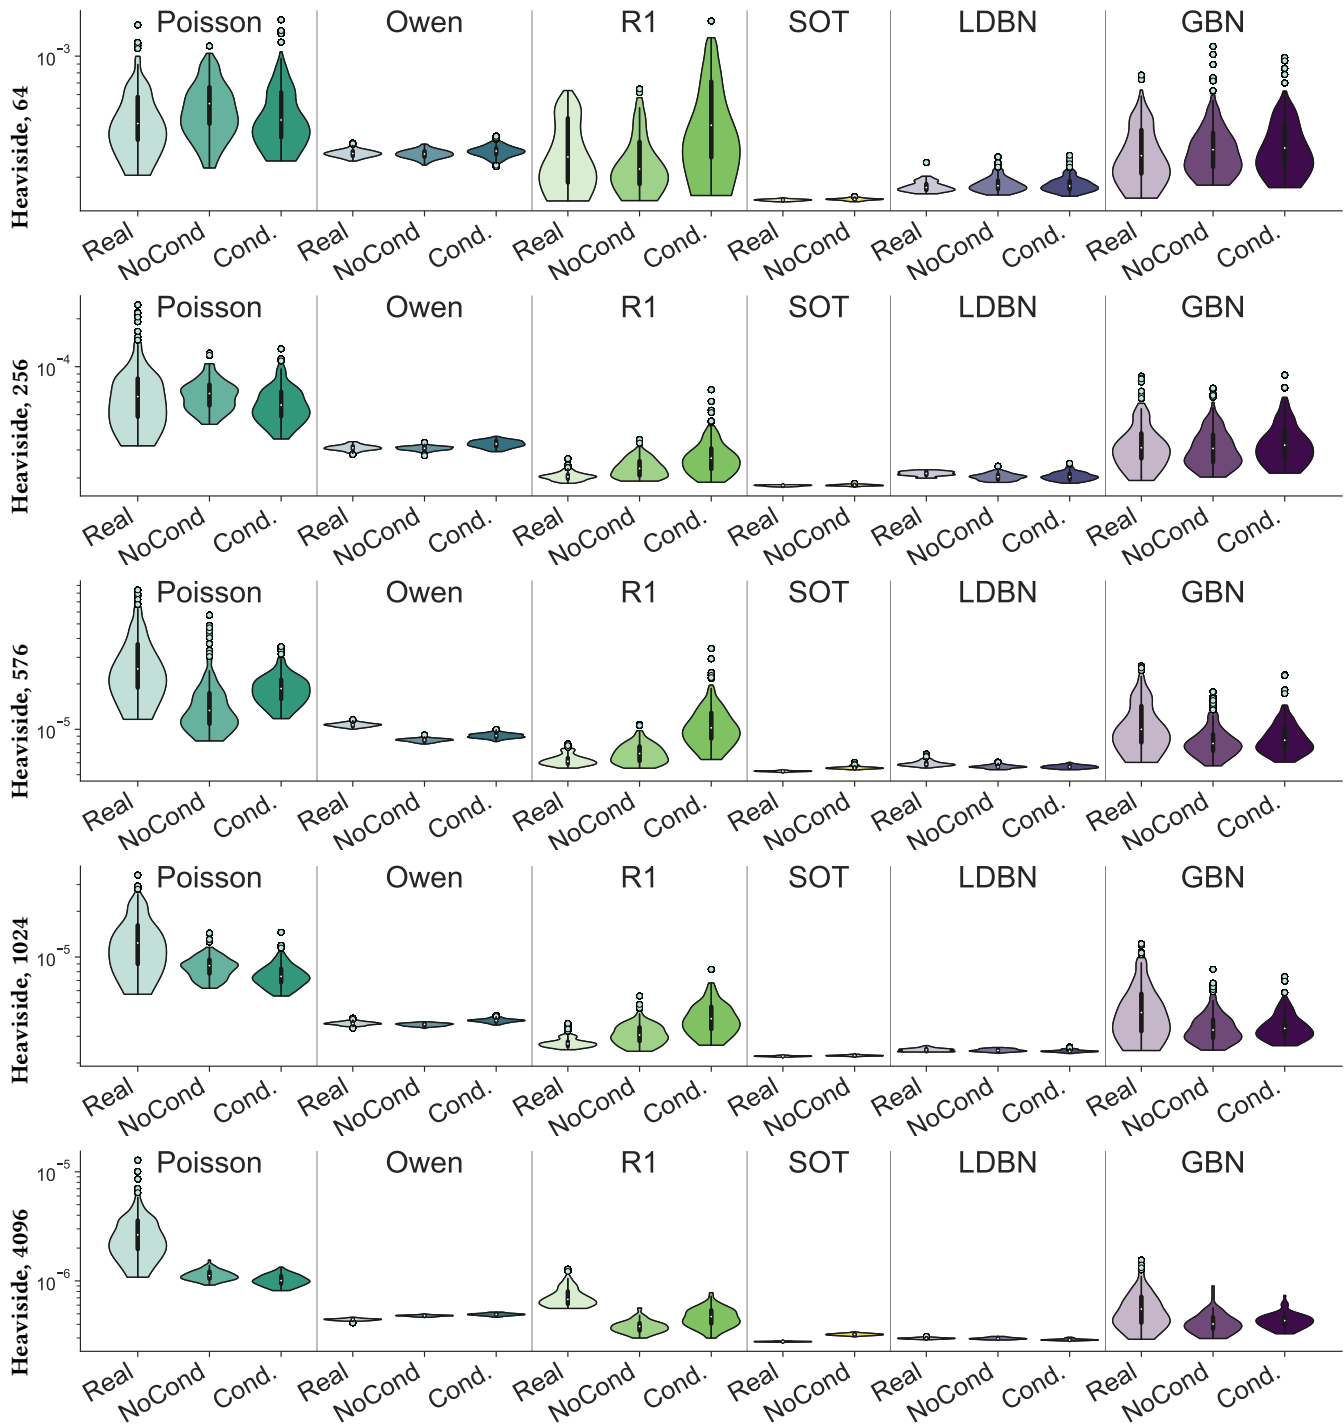 Heaviside, 64
10⁻³
Poisson Owen R1 SOT LDBN GBN
Real NoCond Cond. Real NoCond Cond. Real NoCond Cond. Real NoCond Real NoCond Cond. Real NoCond Cond.
Heaviside, 256
10⁻⁴
Poisson Owen R1 SOT LDBN GBN
Real NoCond Cond. Real NoCond Cond. Real NoCond Cond. Real NoCond Real NoCond Cond. Real NoCond Cond.
Heaviside, 576
10⁻⁵
Poisson Owen R1 SOT LDBN GBN
Real NoCond Cond. Real NoCond Cond. Real NoCond Cond. Real NoCond Real NoCond Cond. Real NoCond Cond.
Heaviside, 1024
10⁻⁵
Poisson Owen R1 SOT LDBN GBN
Real NoCond Cond. Real NoCond Cond. Real NoCond Cond. Real NoCond Real NoCond Cond. Real NoCond Cond.
Heaviside, 4096
10⁻⁵
10⁻⁶
Poisson Owen R1 SOT LDBN GBN
Real NoCond Cond. Real NoCond Cond. Real NoCond Cond. Real NoCond Real NoCond Cond. Real NoCond Cond.